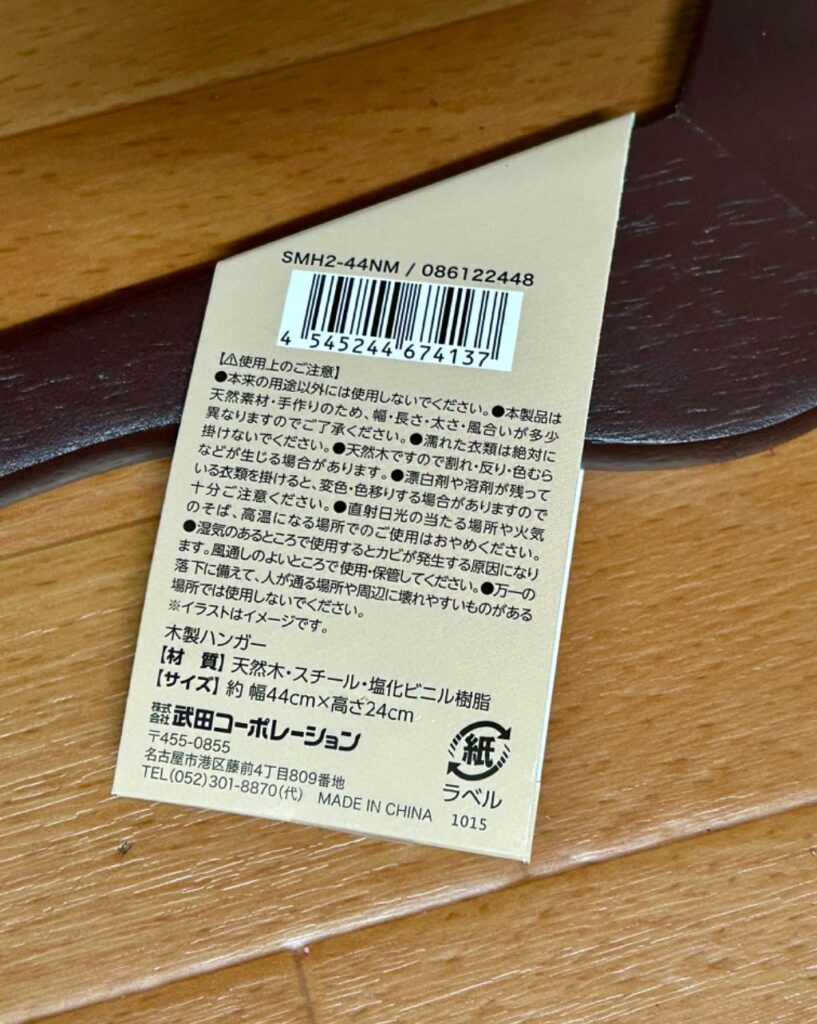 SMH2-44NM / 086122448
4 545244 674137
【⚠使用上のご注意】
●本来の用途以外には使用しないでください。●本製品は
天然素材・手作りのため、幅・長さ・太さ・風合いが多少
異なりますのでご了承ください。●濡れた衣類は絶対に
掛けないでください。●天然木ですので割れ・反り・色むら
などが生じる場合があります。●漂白剤や溶剤が残って
いる衣類を掛けると、変色・色移りする場合がありますので
十分ご注意ください。●直射日光の当たる場所や火気
のそば、高温になる場所でのご使用はおやめください。
●湿気のあるところで使用するとカビが発生する原因になり
ます。風通しのよいところで使用・保管してください。●万一の
落下に備えて、人が通る場所や周辺に壊れやすいものがある
場所では使用しないでください。
※イラストはイメージです。
木製ハンガー
【材 質】天然木・スチール・塩化ビニル樹脂
【サイズ】約 幅44cm×高さ24cm
株式会社 武田コーポレーション
〒455-0855
名古屋市港区藤前4丁目809番地
TEL(052)301-8870(代) MADE IN CHINA 1015
紙
ラベル